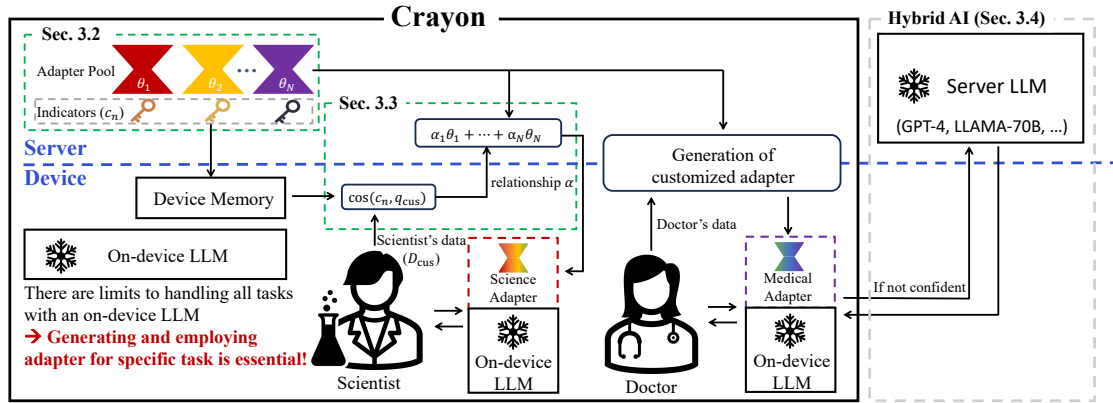 Crayon
Hybrid AI (Sec. 3.4)
Sec. 3.2
Adapter Pool
θ1
θ2
...
θN
Indicators (cn)
Server
Device
Sec. 3.3
α1θ1 + ⋯ + αNθN
relationship α
cos(cn, qcus)
Device Memory
Scientist's data
(Dcus)
On-device LLM
There are limits to handling all tasks
with an on-device LLM
→ Generating and employing
adapter for specific task is essential!
Scientist
Science
Adapter
On-device
LLM
Generation of
customized adapter
Doctor's data
Doctor
Medical
Adapter
On-device
LLM
If not confident
Server LLM
(GPT-4, LLAMA-70B, ...)